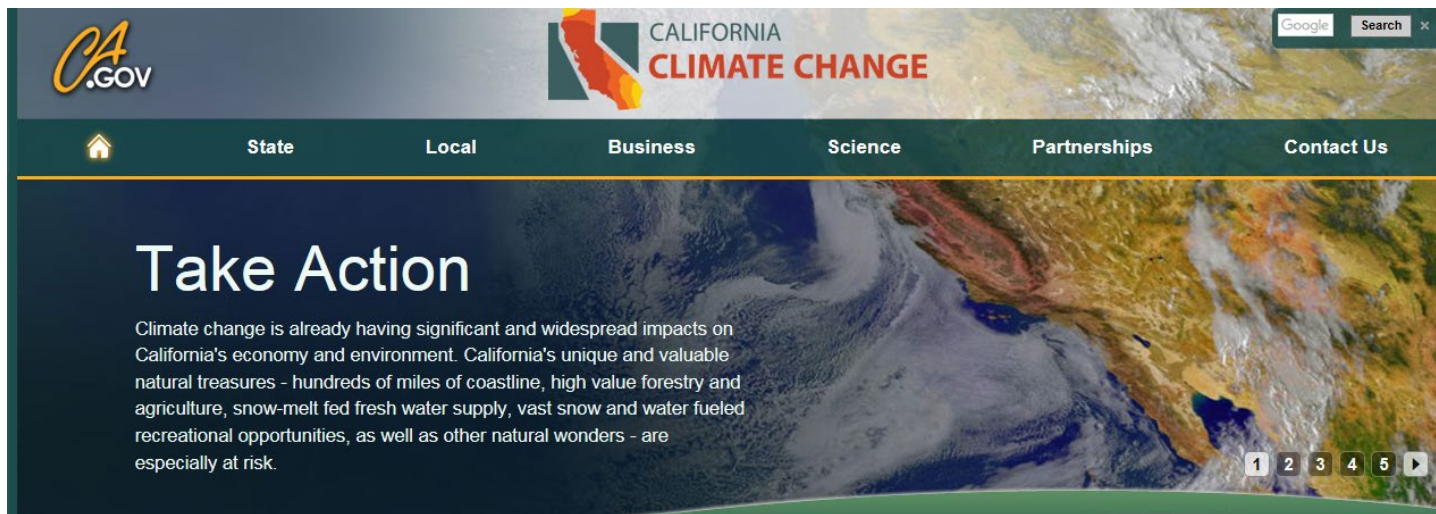 CA
.GOV
CALIFORNIA
CLIMATE CHANGE
Google Search ×
State Local Business Science Partnerships Contact Us
Take Action
Climate change is already having significant and widespread impacts on
California's economy and environment. California's unique and valuable
natural treasures - hundreds of miles of coastline, high value forestry and
agriculture, snow-melt fed fresh water supply, vast snow and water fueled
recreational opportunities, as well as other natural wonders - are
especially at risk.
1 2 3 4 5